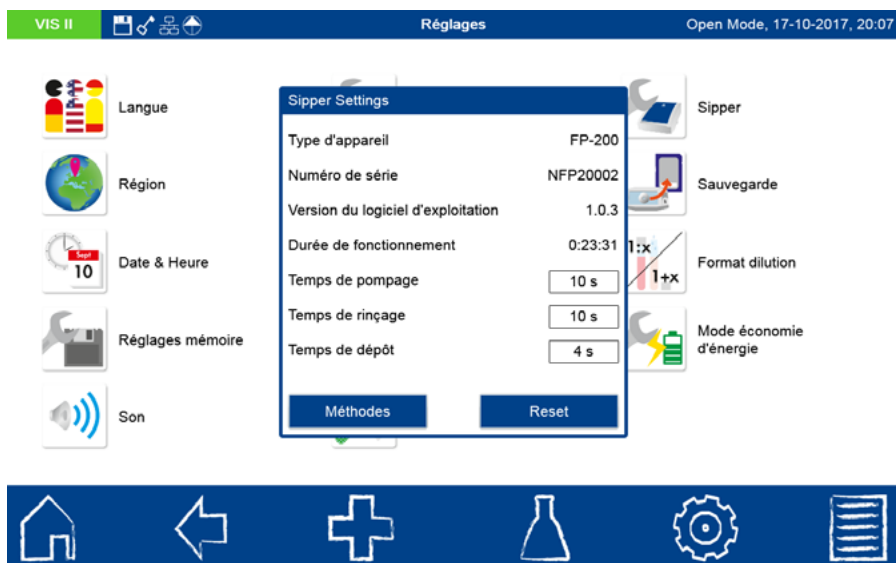 VIS II
Réglages
Open Mode, 17-10-2017, 20:07
Langue
Région
Sept
10
Date & Heure
Réglages mémoire
Son
Sipper Settings
Type d'appareil FP-200
Numéro de série NFP20002
Version du logiciel d'exploitation 1.0.3
Durée de fonctionnement 0:23:31
Temps de pompage 10 s
Temps de rinçage 10 s
Temps de dépôt 4 s
Méthodes Reset
Sipper
Sauvegarde
1:x
1+x
Format dilution
Mode économie
d'énergie